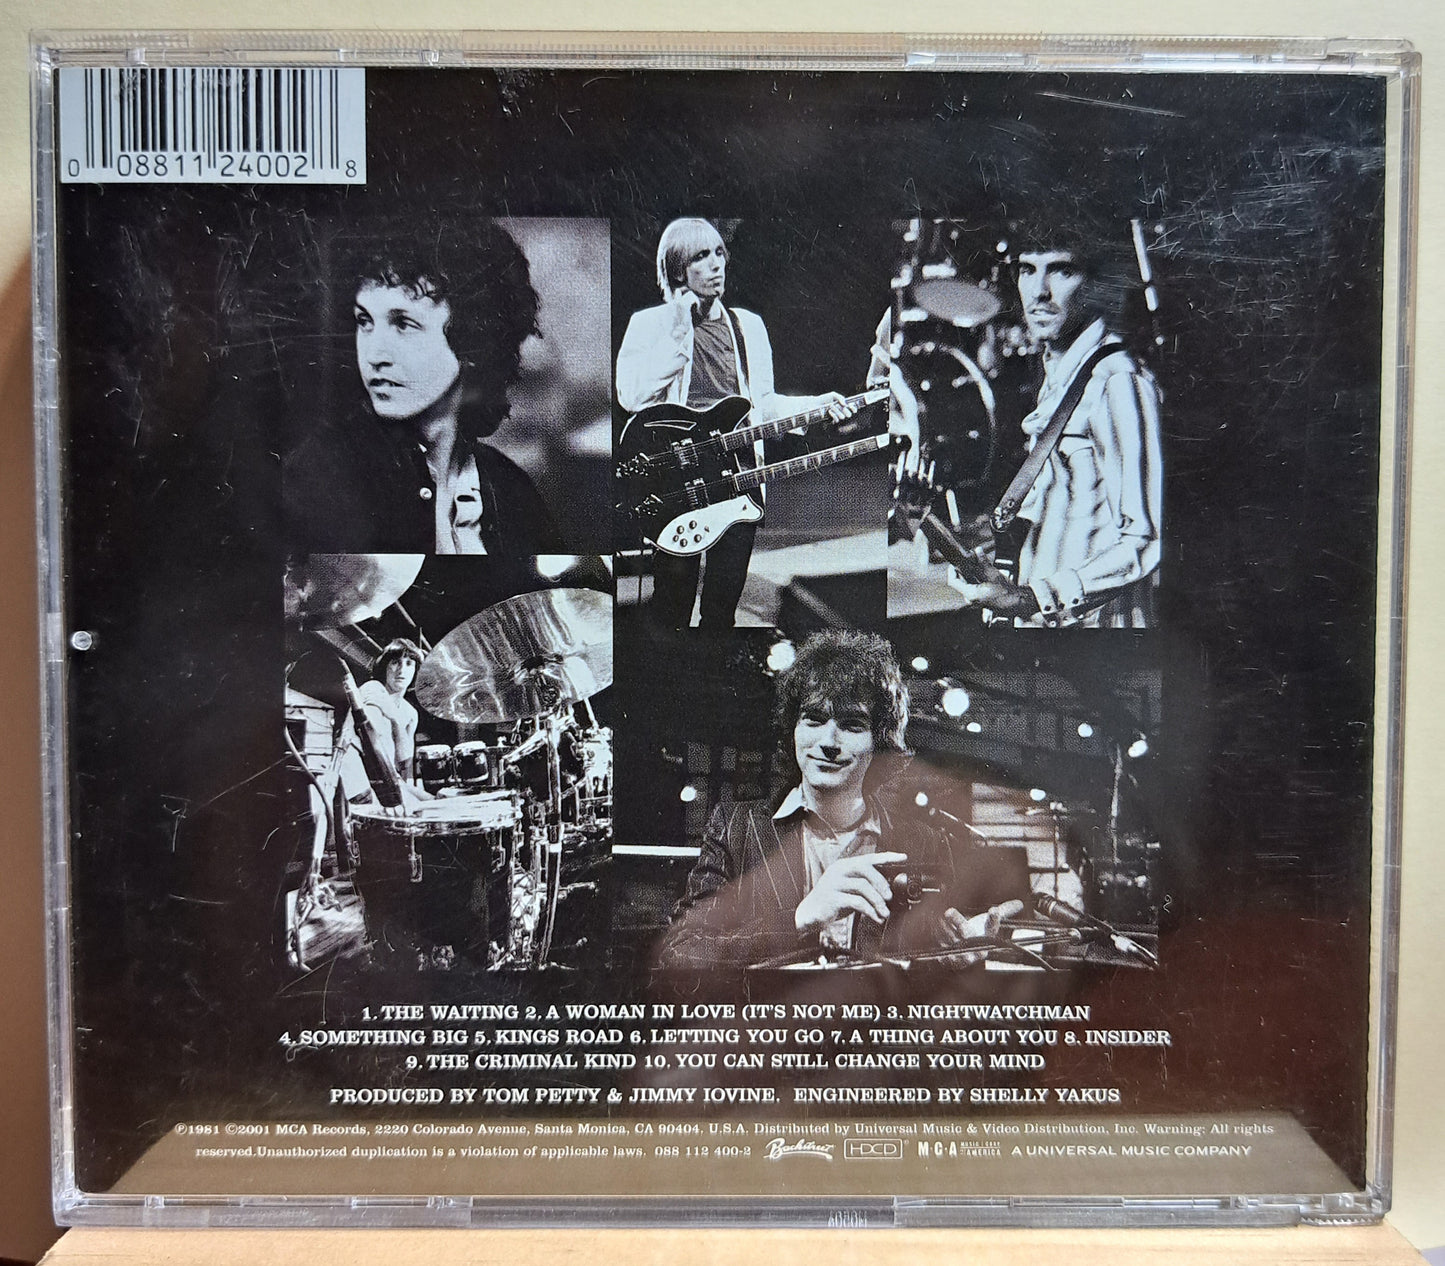 0 08811 24002 8
1. THE WAITING 2. A WOMAN IN LOVE (IT'S NOT ME) 3. NIGHTWATCHMAN
4. SOMETHING BIG 5. KINGS ROAD 6. LETTING YOU GO 7. A THING ABOUT YOU 8. INSIDER
9. THE CRIMINAL KIND 10. YOU CAN STILL CHANGE YOUR MIND
PRODUCED BY TOM PETTY & JIMMY IOVINE. ENGINEERED BY SHELLY YAKUS
℗1981 ©2001 MCA Records, 2220 Colorado Avenue, Santa Monica, CA 90404. U.S.A. Distributed by Universal Music & Video Distribution, Inc. Warning: All rights
reserved.Unauthorized duplication is a violation of applicable laws. 088 112 400-2 Backstreet HDCD® M·C·A MUSIC CORP OF AMERICA A UNIVERSAL MUSIC COMPANY